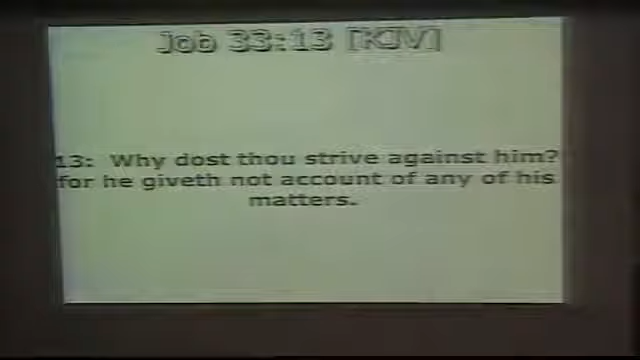 Job 33:13 [KJV]
13: Why dost thou strive against him?
for he giveth not account of any of his
matters.